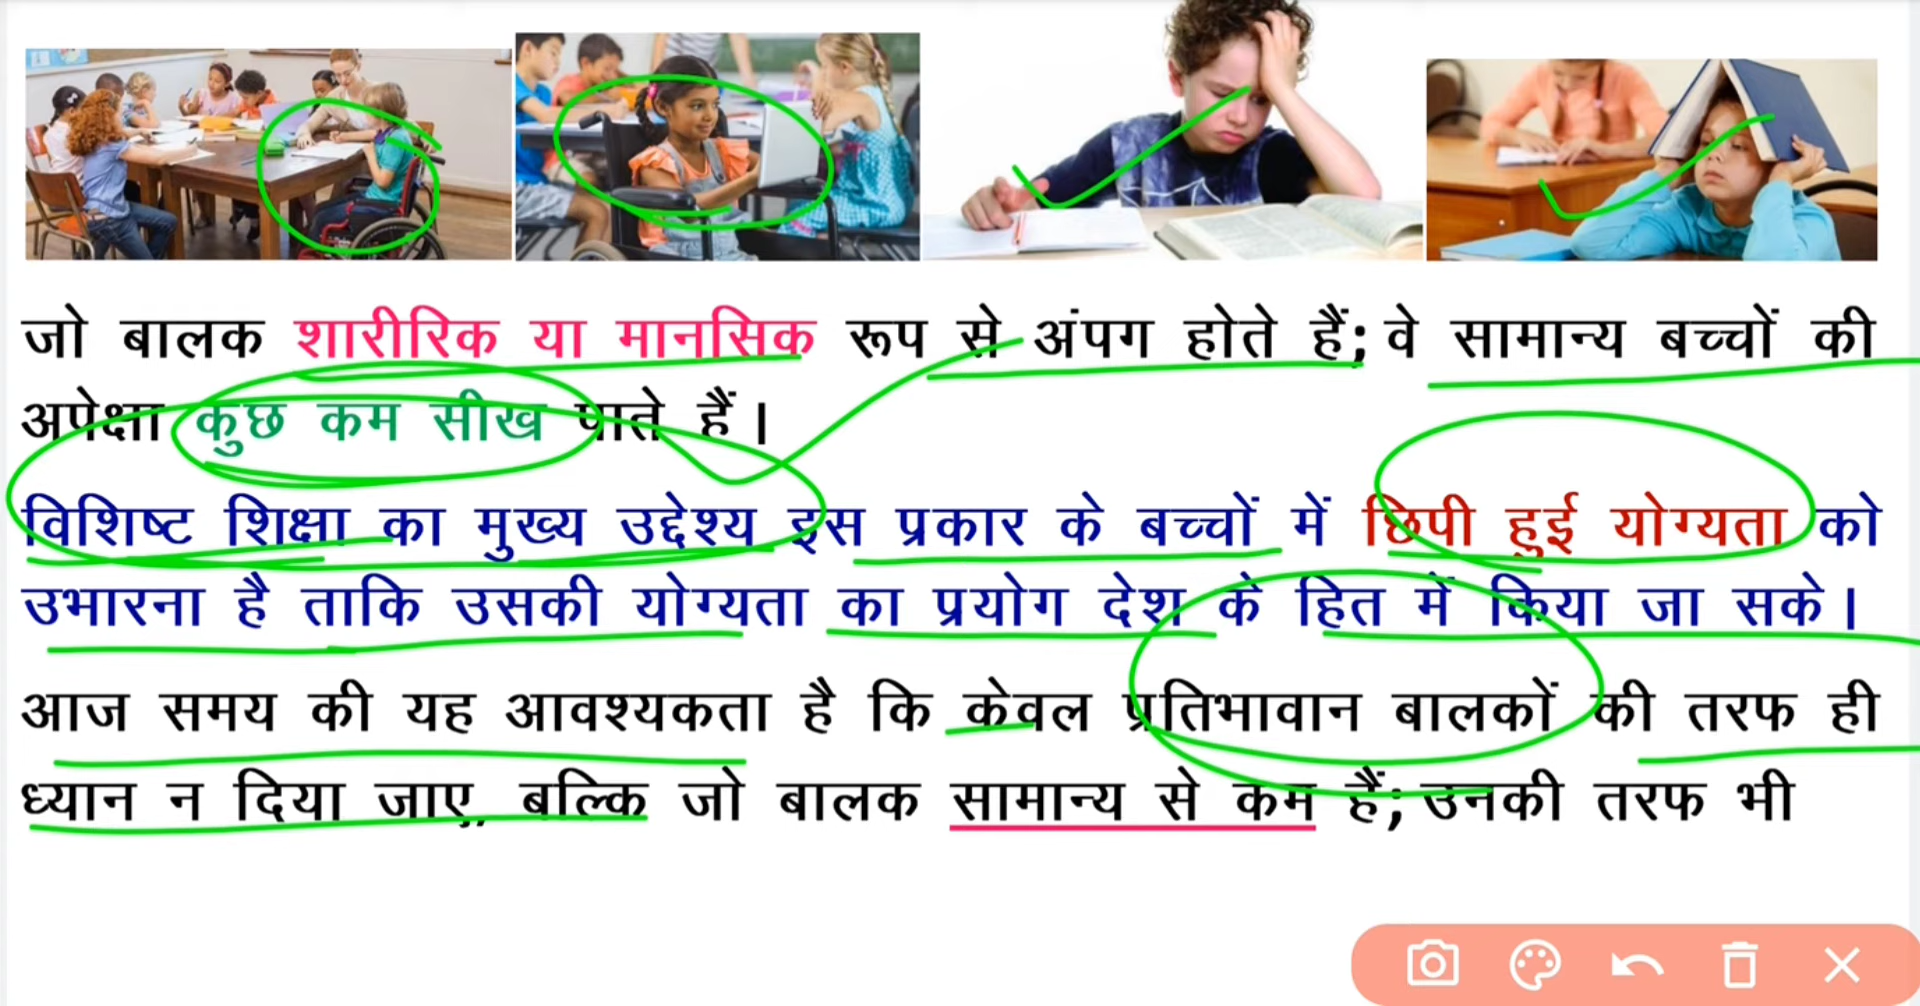 जो बालक शारीरिक या मानसिक रूप से अंपग होते हैं; वे सामान्य बच्चों की
अपेक्षा कुछ कम सीख पाते हैं।
विशिष्ट शिक्षा का मुख्य उद्देश्य इस प्रकार के बच्चों में छिपी हुई योग्यता को
उभारना है ताकि उसकी योग्यता का प्रयोग देश के हित में किया जा सके।
आज समय की यह आवश्यकता है कि केवल प्रतिभावान बालकों की तरफ ही
ध्यान न दिया जाए, बल्कि जो बालक सामान्य से कम हैं; उनकी तरफ भी